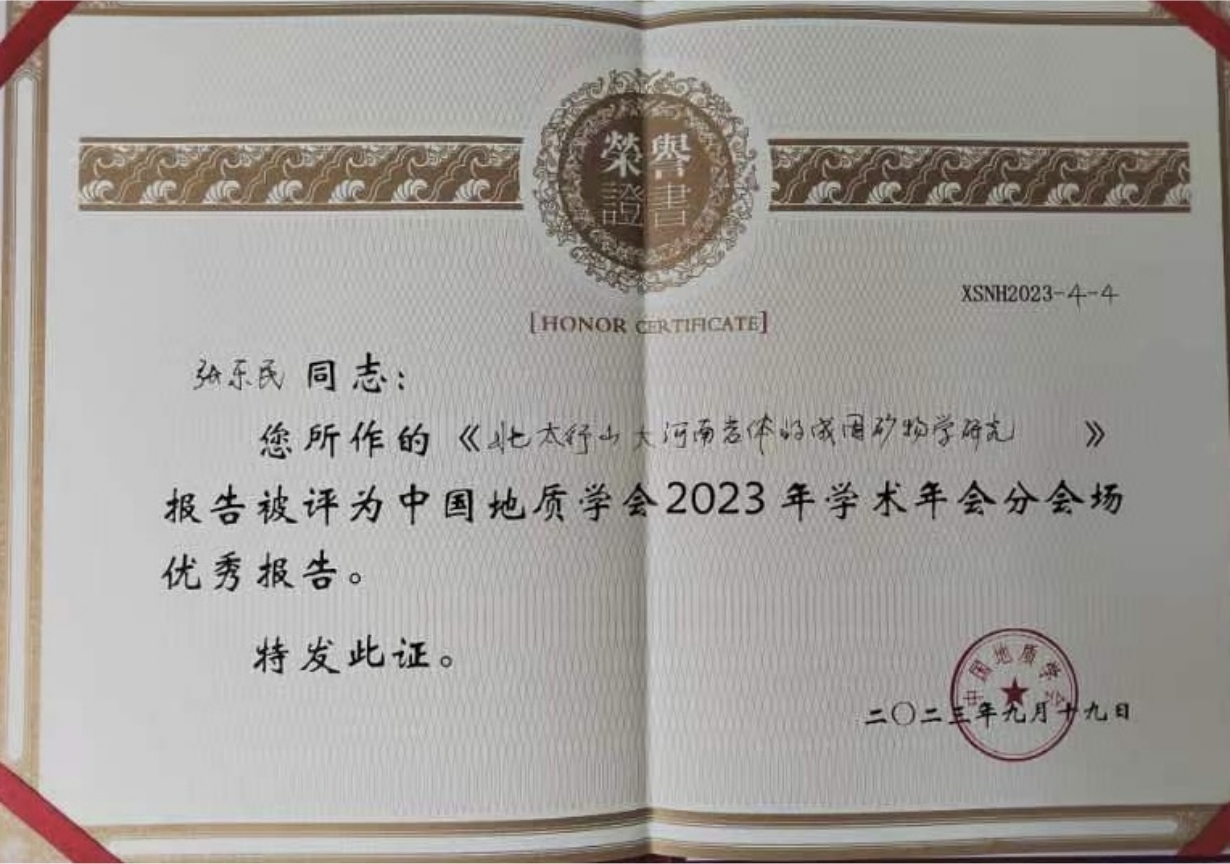 榮譽
證書
[HONOR CERTIFICATE]
XSNH2023-4-4
张东民 同志：
您所作的《北太行山大河南岩体的成因矿物学研究》
报告被评为中国地质学会2023年学术年会分会场
优秀报告。
特发此证。
中国地质学会
二〇二三年九月十九日